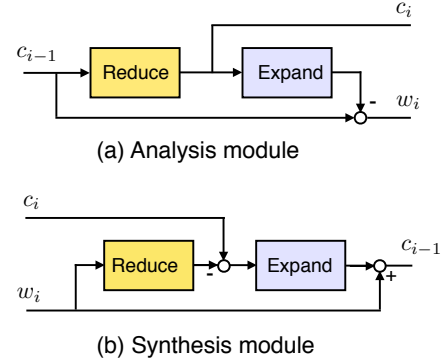 c_i
c_{i-1} Reduce Expand
-
w_i
(a) Analysis module
c_i
c_{i-1}
Reduce - Expand +
w_i
(b) Synthesis module